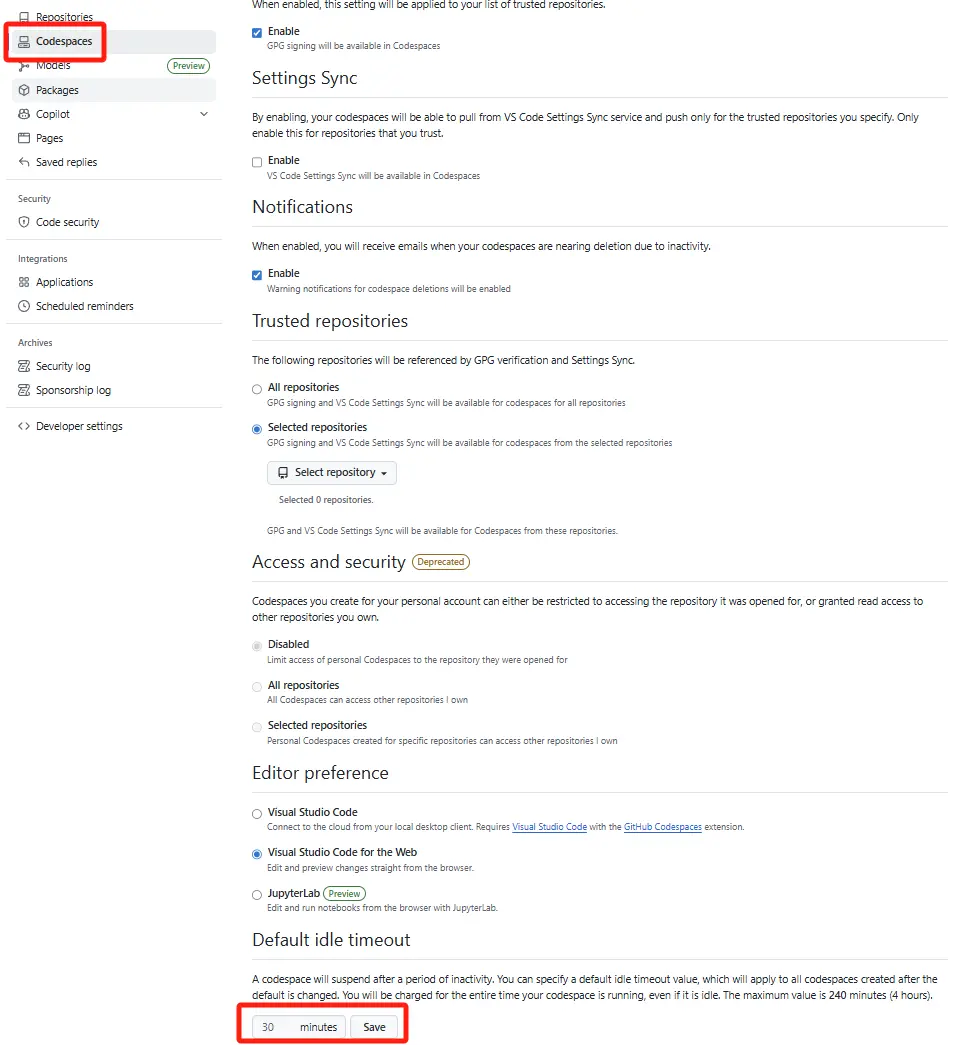 Repositories
Codespaces
Models
Preview
Packages
Copilot
Pages
Saved replies
Security
Code security
Integrations
Applications
Scheduled reminders
Archives
Security log
Sponsorship log
Developer settings
When enabled, this setting will be applied to your list of trusted repositories.
Enable
GPG signing will be available in Codespaces
Settings Sync
By enabling, your codespaces will be able to pull from VS Code Settings Sync service and push only for the trusted repositories you specify. Only
enable this for repositories that you trust.
Enable
VS Code Settings Sync will be available in Codespaces
Notifications
When enabled, you will receive emails when your codespaces are nearing deletion due to inactivity.
Enable
Warning notifications for codespace deletions will be enabled
Trusted repositories
The following repositories will be referenced by GPG verification and Settings Sync.
All repositories
GPG signing and VS Code Settings Sync will be available for codespaces for all repositories
Selected repositories
GPG signing and VS Code Settings Sync will be available for codespaces from the selected repositories
Select repository
Selected 0 repositories.
GPG and VS Code Settings Sync will be available for Codespaces from these repositories.
Access and security Deprecated
Codespaces you create for your personal account can either be restricted to accessing the repository it was opened for, or granted read access to
other repositories you own.
Disabled
Limit access of personal Codespaces to the repository they were opened for
All repositories
All Codespaces can access other repositories I own
Selected repositories
Personal Codespaces created for specific repositories can access other repositories I own
Editor preference
Visual Studio Code
Connect to the cloud from your local desktop client. Requires Visual Studio Code with the GitHub Codespaces extension.
Visual Studio Code for the Web
Edit and preview changes straight from the browser.
JupyterLab Preview
Edit and run notebooks from the browser with JupyterLab.
Default idle timeout
A codespace will suspend after a period of inactivity. You can specify a default idle timeout value, which will apply to all codespaces created after the
default is changed. You will be charged for the entire time your codespace is running, even if it is idle. The maximum value is 240 minutes (4 hours).
30 minutes Save